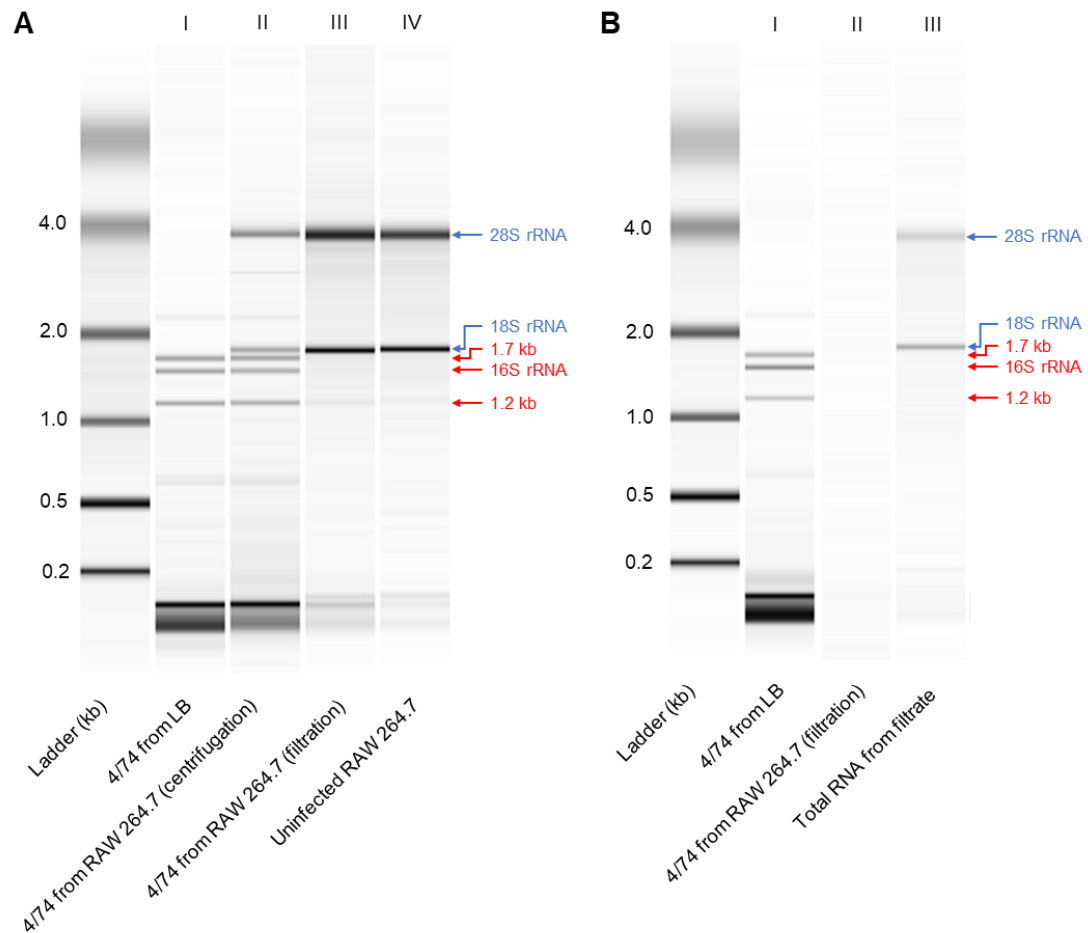 A
I II III IV
4.0
2.0
1.0
0.5
0.2
28S rRNA
18S rRNA
1.7 kb
16S rRNA
1.2 kb
Ladder (kb)
4/74 from LB
4/74 from RAW 264.7 (centrifugation)
4/74 from RAW 264.7 (filtration)
Uninfected RAW 264.7
B
I II III
4.0
2.0
1.0
0.5
0.2
28S rRNA
18S rRNA
1.7 kb
16S rRNA
1.2 kb
Ladder (kb)
4/74 from LB
4/74 from RAW 264.7 (filtration)
Total RNA from filtrate